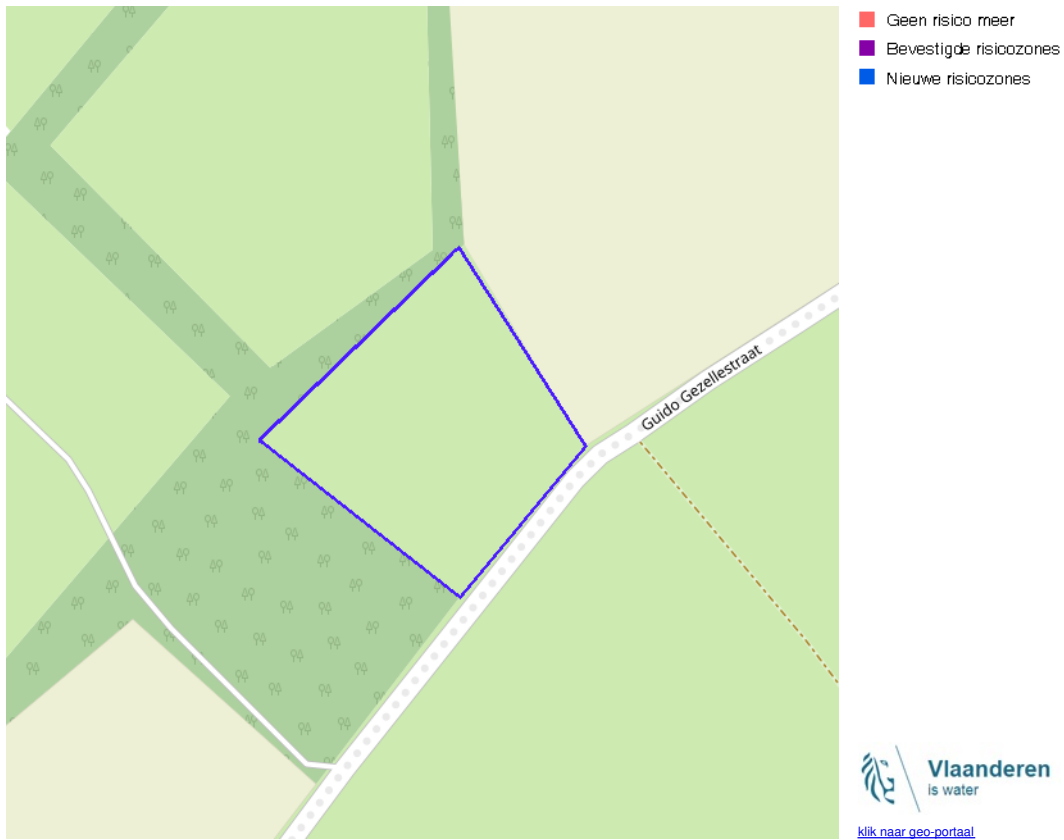 Geen risico meer
Bevestigde risicozones
Nieuwe risicozones
Guido Gezellestraat
Vlaanderen
is water
klik naar geo-portaal